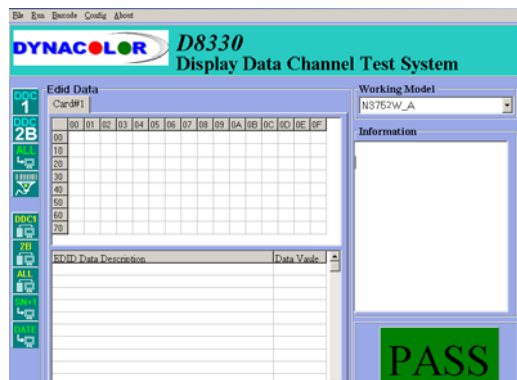 File Run Barcode Config About
DYNACOLOR
D8330
Display Data Channel Test System
DDC
1
DDC
2B
ALL
DDC1
2B
ALL
SN+1
DATE
Edid Data
Card#1
00 01 02 03 04 05 06 07 08 09 0A 0B 0C 0D 0E 0F
00
10
20
30
40
50
60
70
EDID Data Description Data Vaule
Working Model
N3752W_A
Information
PASS